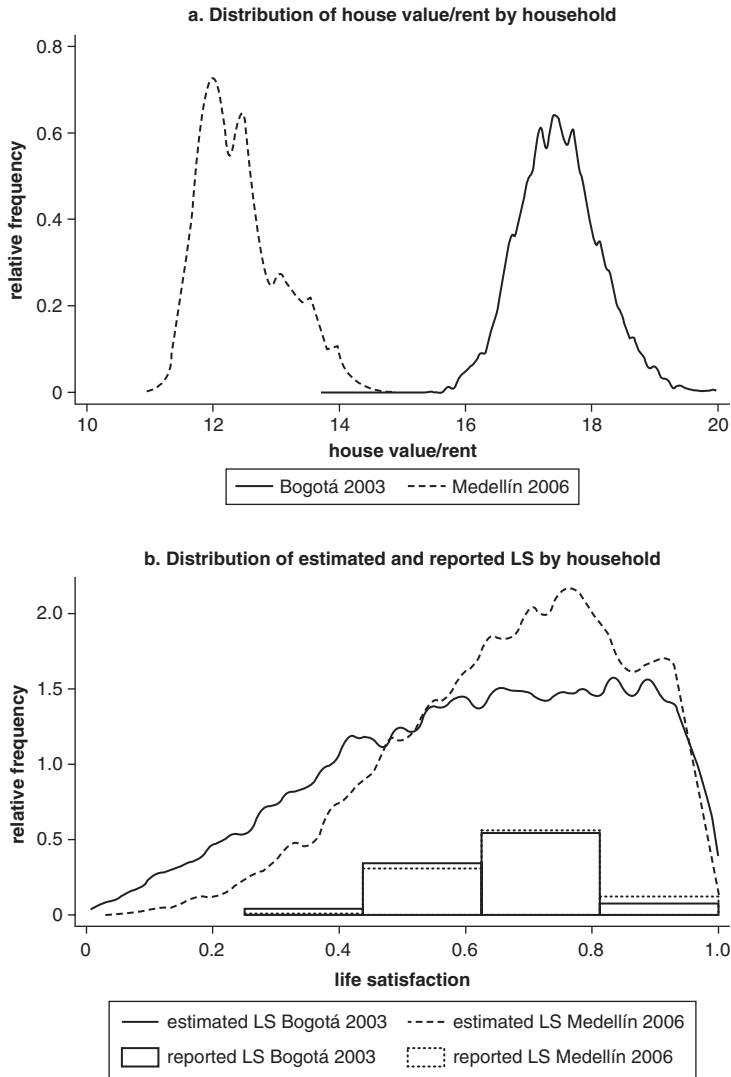 a. Distribution of house value/rent by household
0.8
0.6
0.4
0.2
0
relative frequency
10 12 14 16 18 20
house value/rent
Bogotá 2003 Medellín 2006
b. Distribution of estimated and reported LS by household
2.0
1.5
1.0
0.5
0
relative frequency
0 0.2 0.4 0.6 0.8 1.0
life satisfaction
estimated LS Bogotá 2003 estimated LS Medellín 2006
reported LS Bogotá 2003 reported LS Medellín 2006